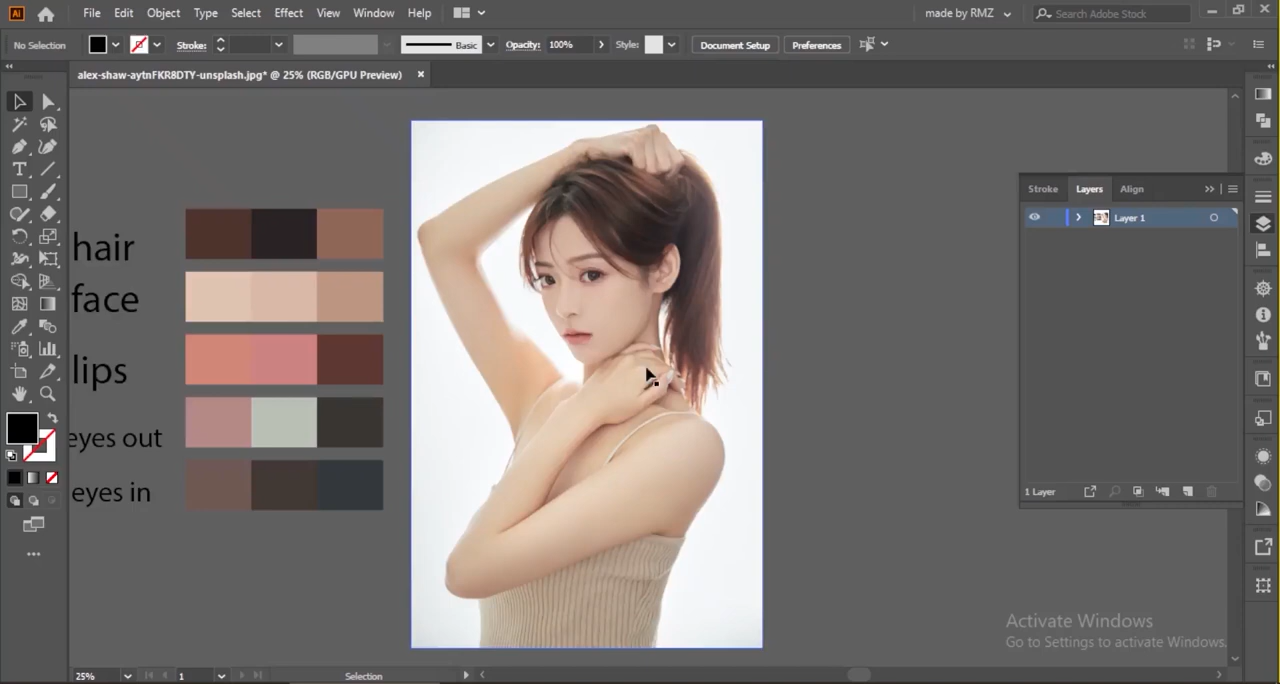 Ai File Edit Object Type Select Effect View Window Help made by RMZ Search Adobe Stock
No Selection Stroke: Basic Opacity: 100% Style: Document Setup Preferences
alex-shaw-aytnFKR8DTY-unsplash.jpg* @ 25% (RGB/GPU Preview) ×
Stroke Layers Align
Layer 1
hair
face
lips
eyes out
eyes in
1 Layer
Activate Windows
Go to Settings to activate Windows.
25% 1 Selection